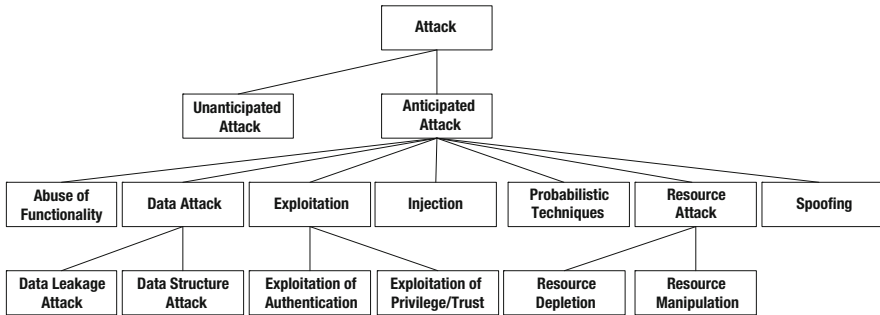 Attack
Unanticipated
Attack
Anticipated
Attack
Abuse of
Functionality
Data Attack
Exploitation
Injection
Probabilistic
Techniques
Resource
Attack
Spoofing
Data Leakage
Attack
Data Structure
Attack
Exploitation of
Authentication
Exploitation of
Privilege/Trust
Resource
Depletion
Resource
Manipulation